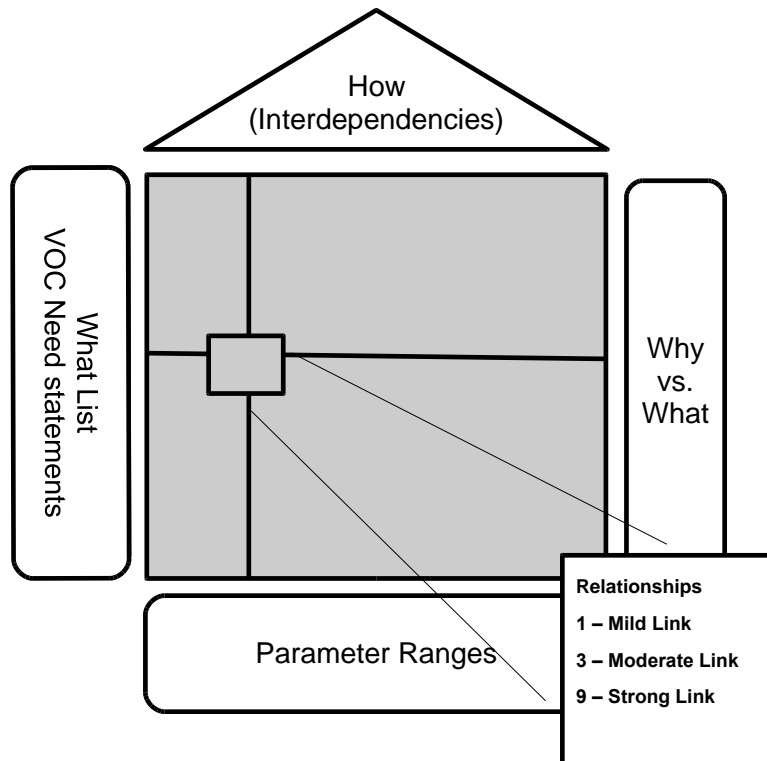 How
(Interdependencies)
What List
VOC Need statements
Why
vs.
What
Parameter Ranges
Relationships
1 – Mild Link
3 – Moderate Link
9 – Strong Link